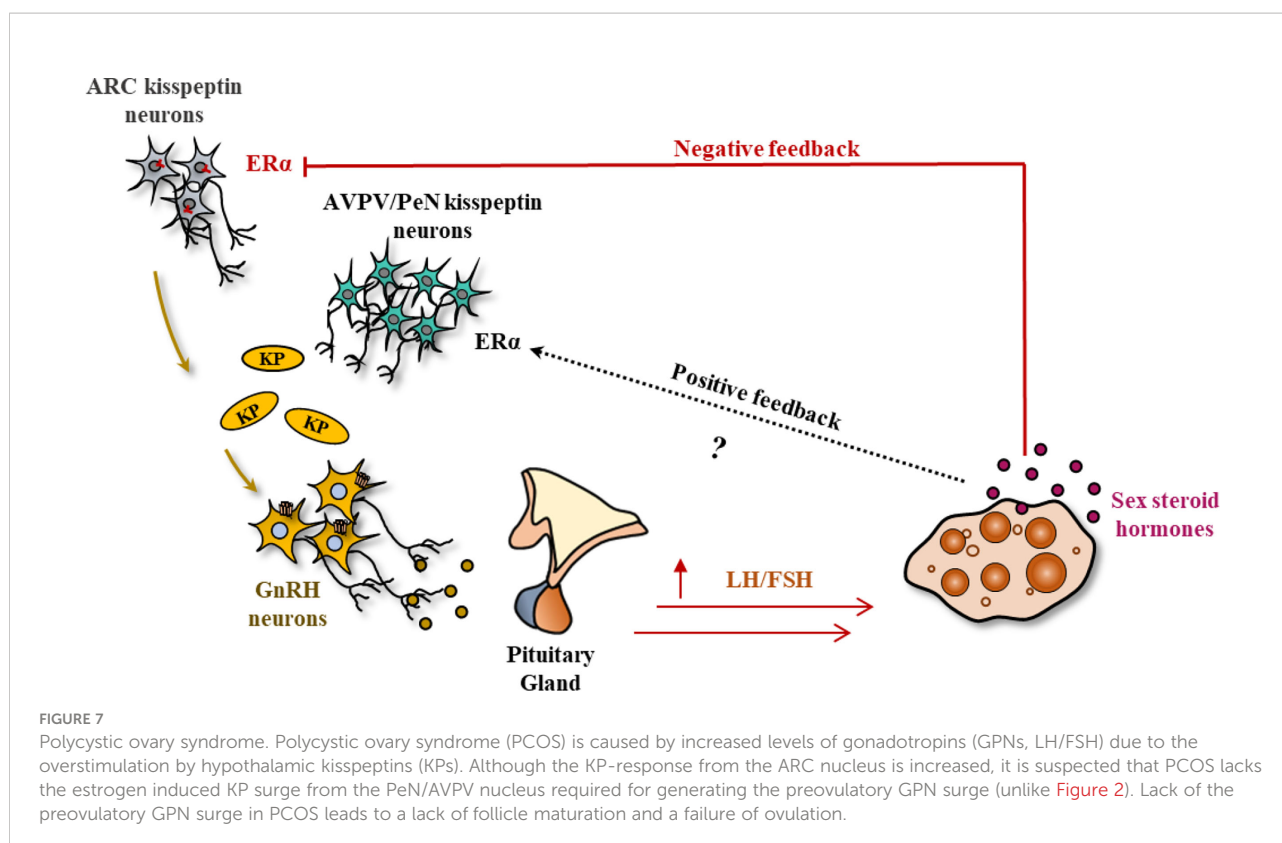 ARC kisspeptin
neurons
ERα
Negative feedback
AVPV/PeN kisspeptin
neurons
ERα
KP
KP
KP
Positive feedback
?
Sex steroid
hormones
GnRH
neurons
LH/FSH
Pituitary
Gland
FIGURE 7
Polycystic ovary syndrome. Polycystic ovary syndrome (PCOS) is caused by increased levels of gonadotropins (GPNs, LH/FSH) due to the
overstimulation by hypothalamic kisspeptins (KPs). Although the KP-response from the ARC nucleus is increased, it is suspected that PCOS lacks
the estrogen induced KP surge from the PeN/AVPV nucleus required for generating the preovulatory GPN surge (unlike Figure 2). Lack of the
preovulatory GPN surge in PCOS leads to a lack of follicle maturation and a failure of ovulation.